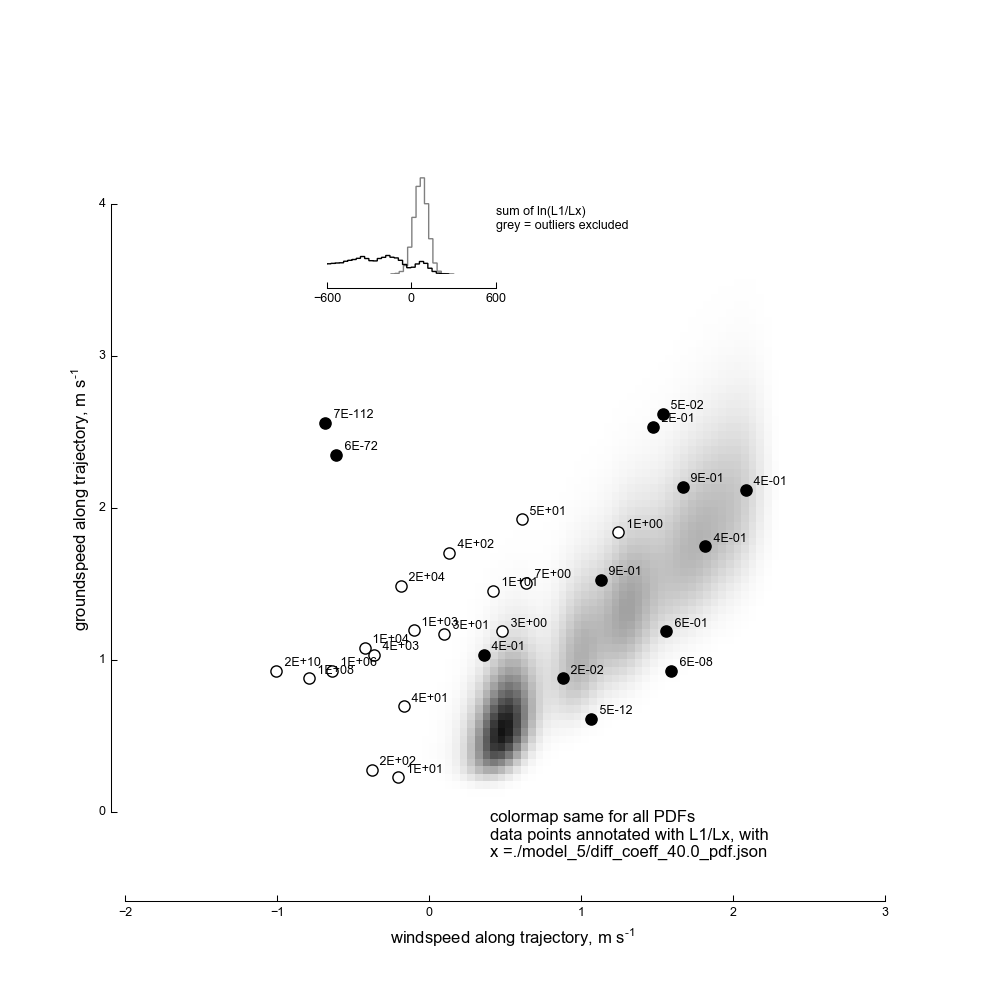 4
sum of ln(L1/Lx)
grey = outliers excluded
−600
0
600
3
7E-112
6E-72
5E-02
9E-01
4E-01
2
5E+01
1E+00
4E+02
4E-01
2E+04
1E+01
7E+00
9E-01
1E+03
3E+01
3E+00
6E-01
1E+04
4E+03
4E-01
1
2E+10
1E+08
1E+06
2E-02
6E-08
4E+01
5E-12
2E+02
1E+01
0
groundspeed along trajectory, m s-1
colormap same for all PDFs
data points annotated with L1/Lx, with
x =./model_5/diff_coeff_40.0_pdf.json
−2
−1
0
1
2
3
windspeed along trajectory, m s-1